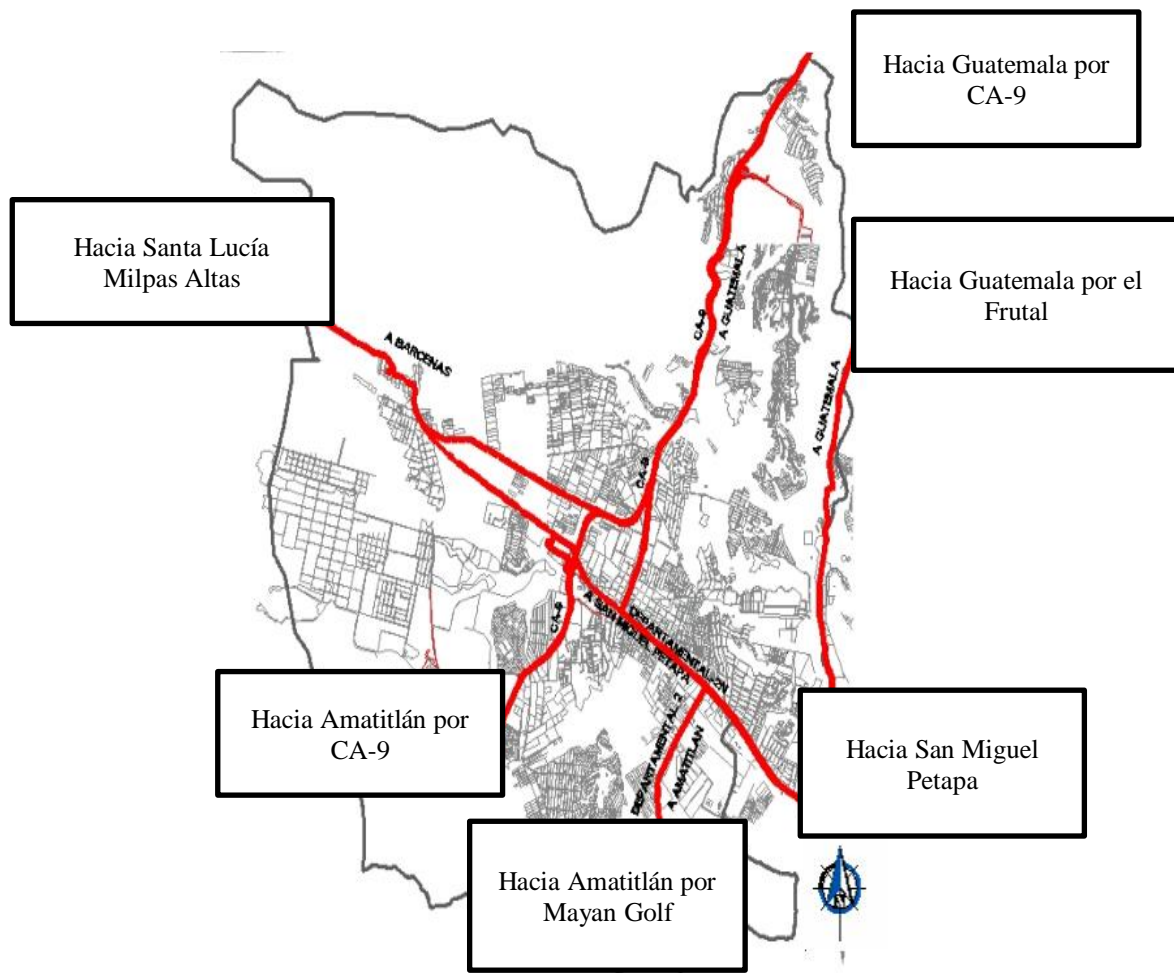 Hacia Guatemala por
CA-9
Hacia Santa Lucía
Milpas Altas
Hacia Guatemala por el
Frutal
A BARCENAS
CA-9
A GUATEMALA
A GUATEMALA
CA-9
CA-9
A SAN MIGUEL PETAPA
DEPARTAMENTAL-2N
DEPARTAMENTAL 2
A AMATITLAN
Hacia Amatitlán por
CA-9
Hacia San Miguel
Petapa
Hacia Amatitlán por
Mayan Golf